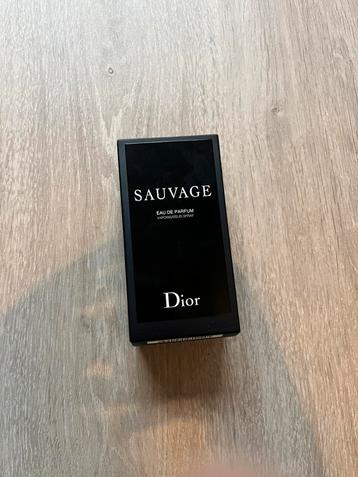 SAUVAGE
EAU DE PARFUM
VAPORISATEUR SPRAY
Dior